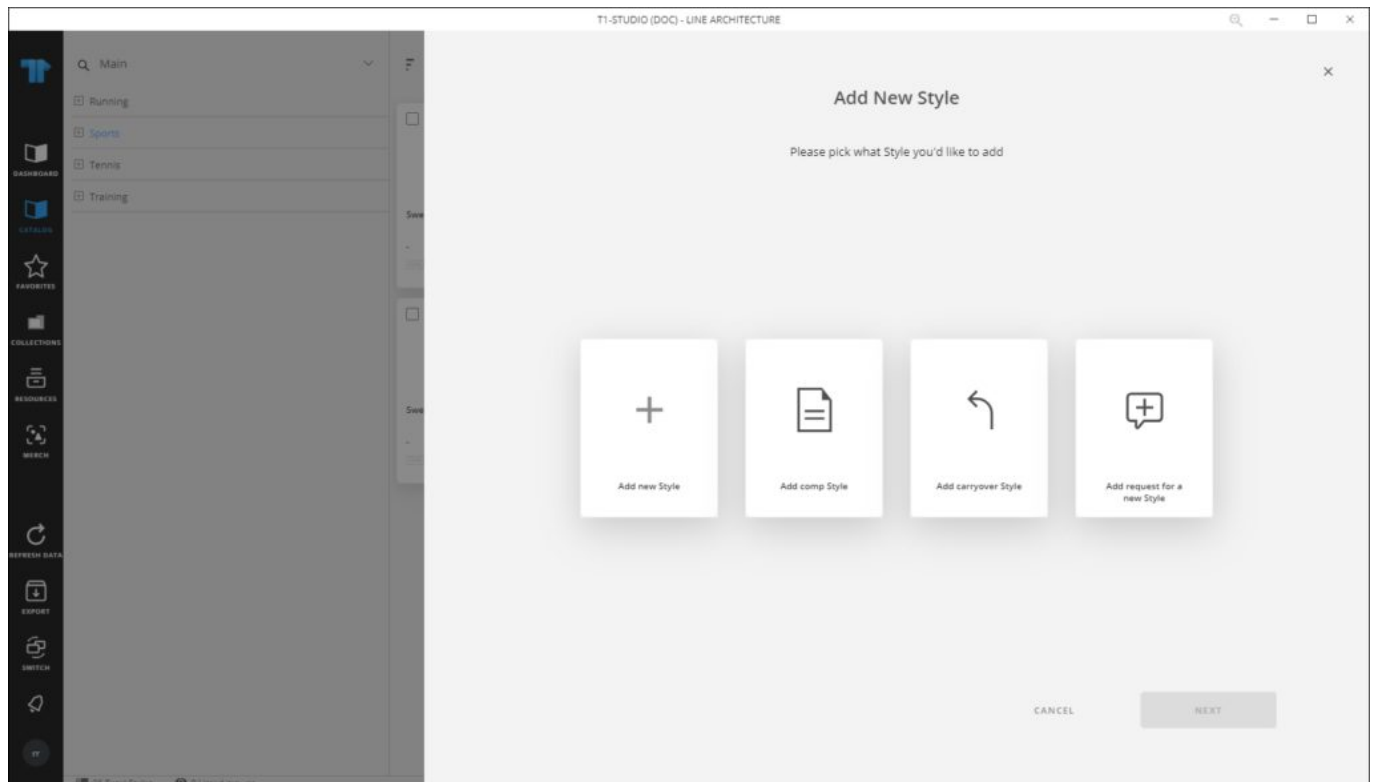 T1-STUDIO (DOC) - LINE ARCHITECTURE
Main
Running
Sports
Tennis
Training
DASHBOARD
CATALOG
FAVORITES
COLLECTIONS
RESOURCES
MERCH
REFRESH DATA
EXPORT
SWITCH
Swe
-
Swe
-
Add New Style
Please pick what Style you'd like to add
Add new Style
Add comp Style
Add carryover Style
Add request for a
new Style
CANCEL
NEXT